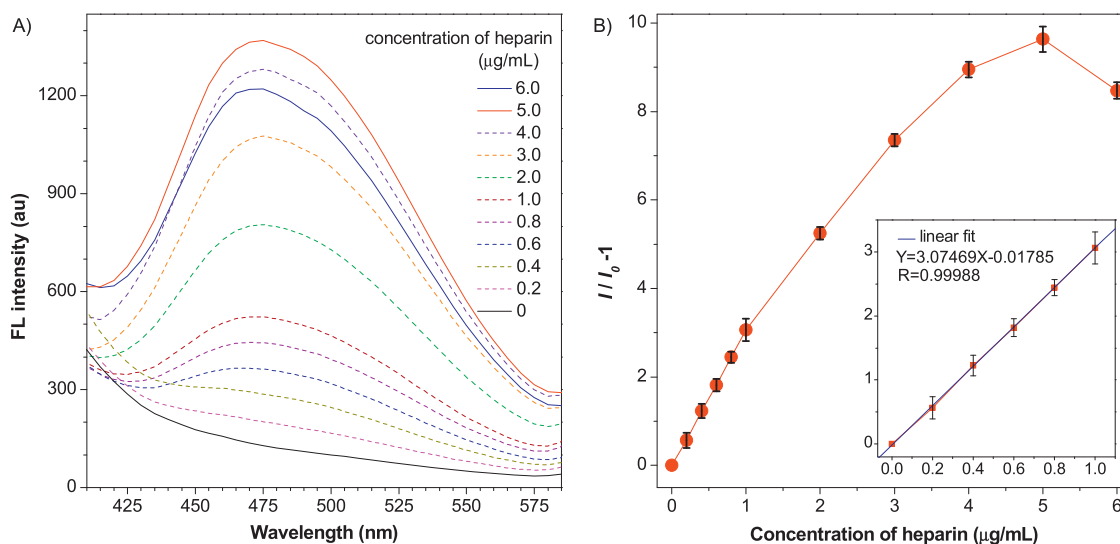 A)
concentration of heparin
(μg/mL)
6.0
5.0
4.0
3.0
2.0
1.0
0.8
0.6
0.4
0.2
0
1200
900
600
300
0
425 450 475 500 525 550 575
FL intensity (au)
Wavelength (nm)
B)
10
8
6
4
2
0
0 1 2 3 4 5 6
I / I0 -1
Concentration of heparin (μg/mL)
linear fit
Y=3.07469X-0.01785
R=0.99988
3
2
1
0
0.0 0.2 0.4 0.6 0.8 1.0